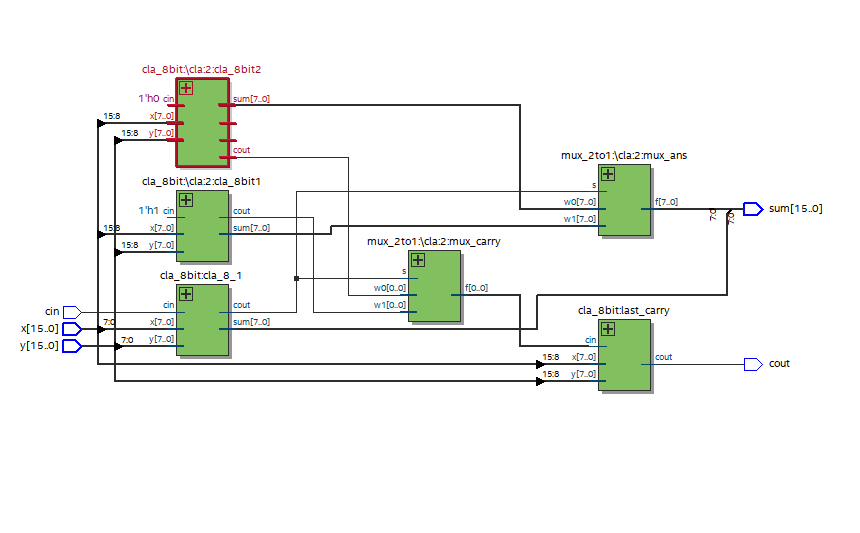 cla_8bit:\cla:2:cla_8bit2
1'h0 cin
sum[7..0]
15:8
x[7..0]
15:8
y[7..0]
cout
mux_2to1:\cla:2:mux_ans
s
w0[7..0]
f[7..0]
w1[7..0]
7:0
7:0
sum[15..0]
cla_8bit:\cla:2:cla_8bit1
1'h1 cin
cout
15:8
x[7..0]
sum[7..0]
15:8
y[7..0]
mux_2to1:\cla:2:mux_carry
s
w0[0..0]
f[0..0]
w1[0..0]
cla_8bit:cla_8_1
cin
cin
cout
x[15..0]
7:0
x[7..0]
sum[7..0]
y[15..0]
7:0
y[7..0]
cla_8bit:last_carry
cin
15:8
x[7..0]
cout
cout
15:8
y[7..0]